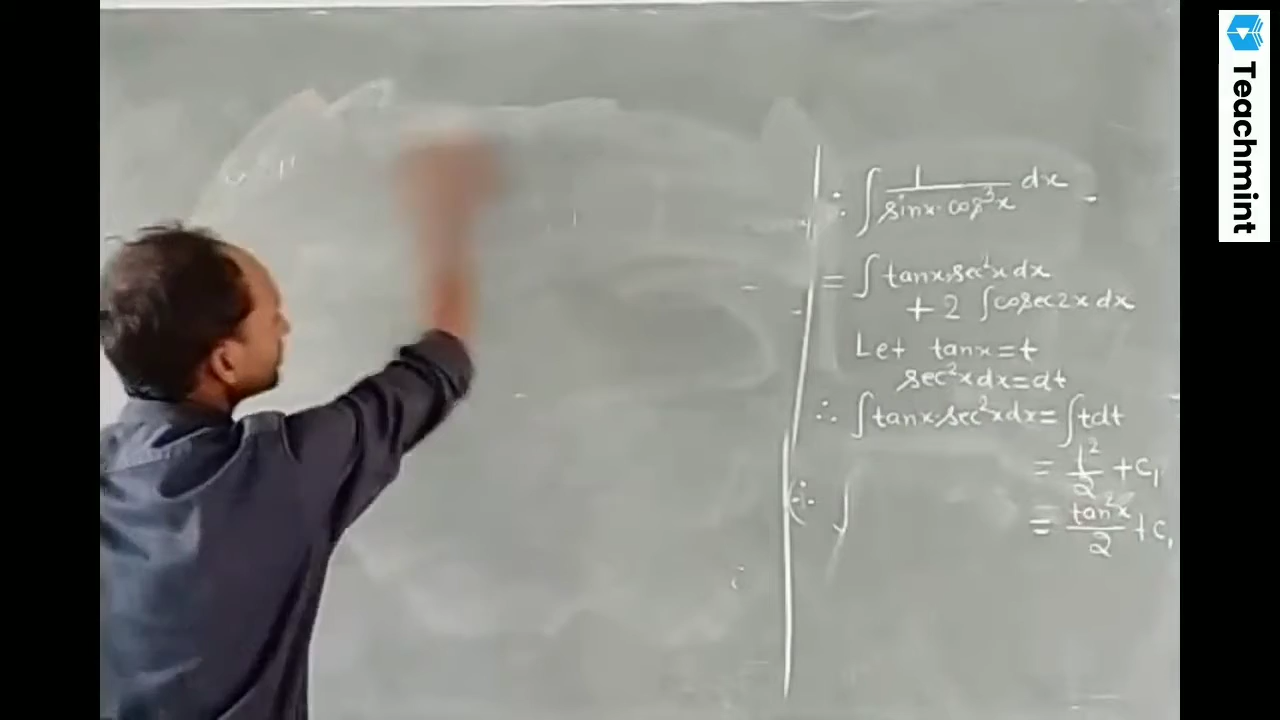 ∴ ∫ 1/(sinx·cos³x) dx
= ∫ tanx·sec²x dx
+ 2 ∫cosec2x dx
Let tanx=t
sec²x dx=dt
∴ ∫tanx·sec²x dx = ∫tdt
= t²/2 + c₁
= tan²x/2 + c₁
Teachmint